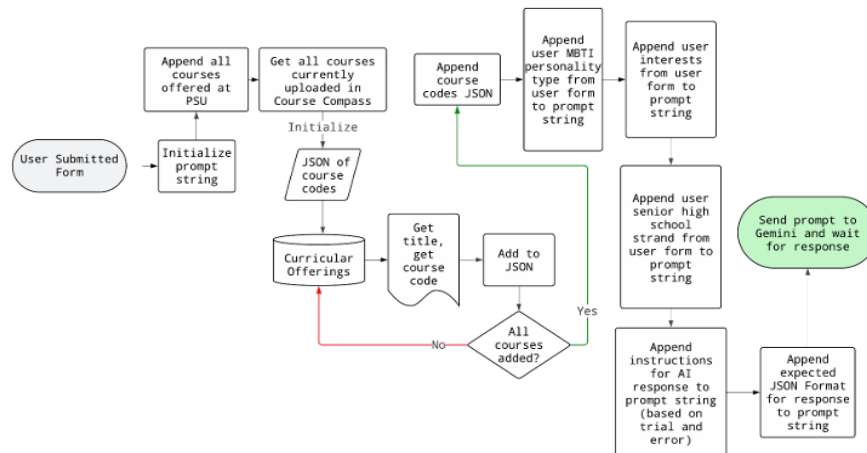 User Submitted
Form
Initialize
prompt
string
Append all
courses
offered at
PSU
Get all courses
currently
uploaded in
Course Compass
Initialize
JSON of
course
codes
Curricular
Offerings
Get
title,
get
course
code
Add to
JSON
All
courses
added?
No
Yes
Append
course
codes JSON
Append
user MBTI
personality
type from
user form
to prompt
string
Append user
interests
from user
form to
prompt
string
Append user
senior high
school
strand from
user form to
prompt
string
Append
instructions
for AI
response to
prompt string
(based on
trial and
error)
Append
expected
JSON Format
for response
to prompt
string
Send prompt to
Gemini and wait
for response